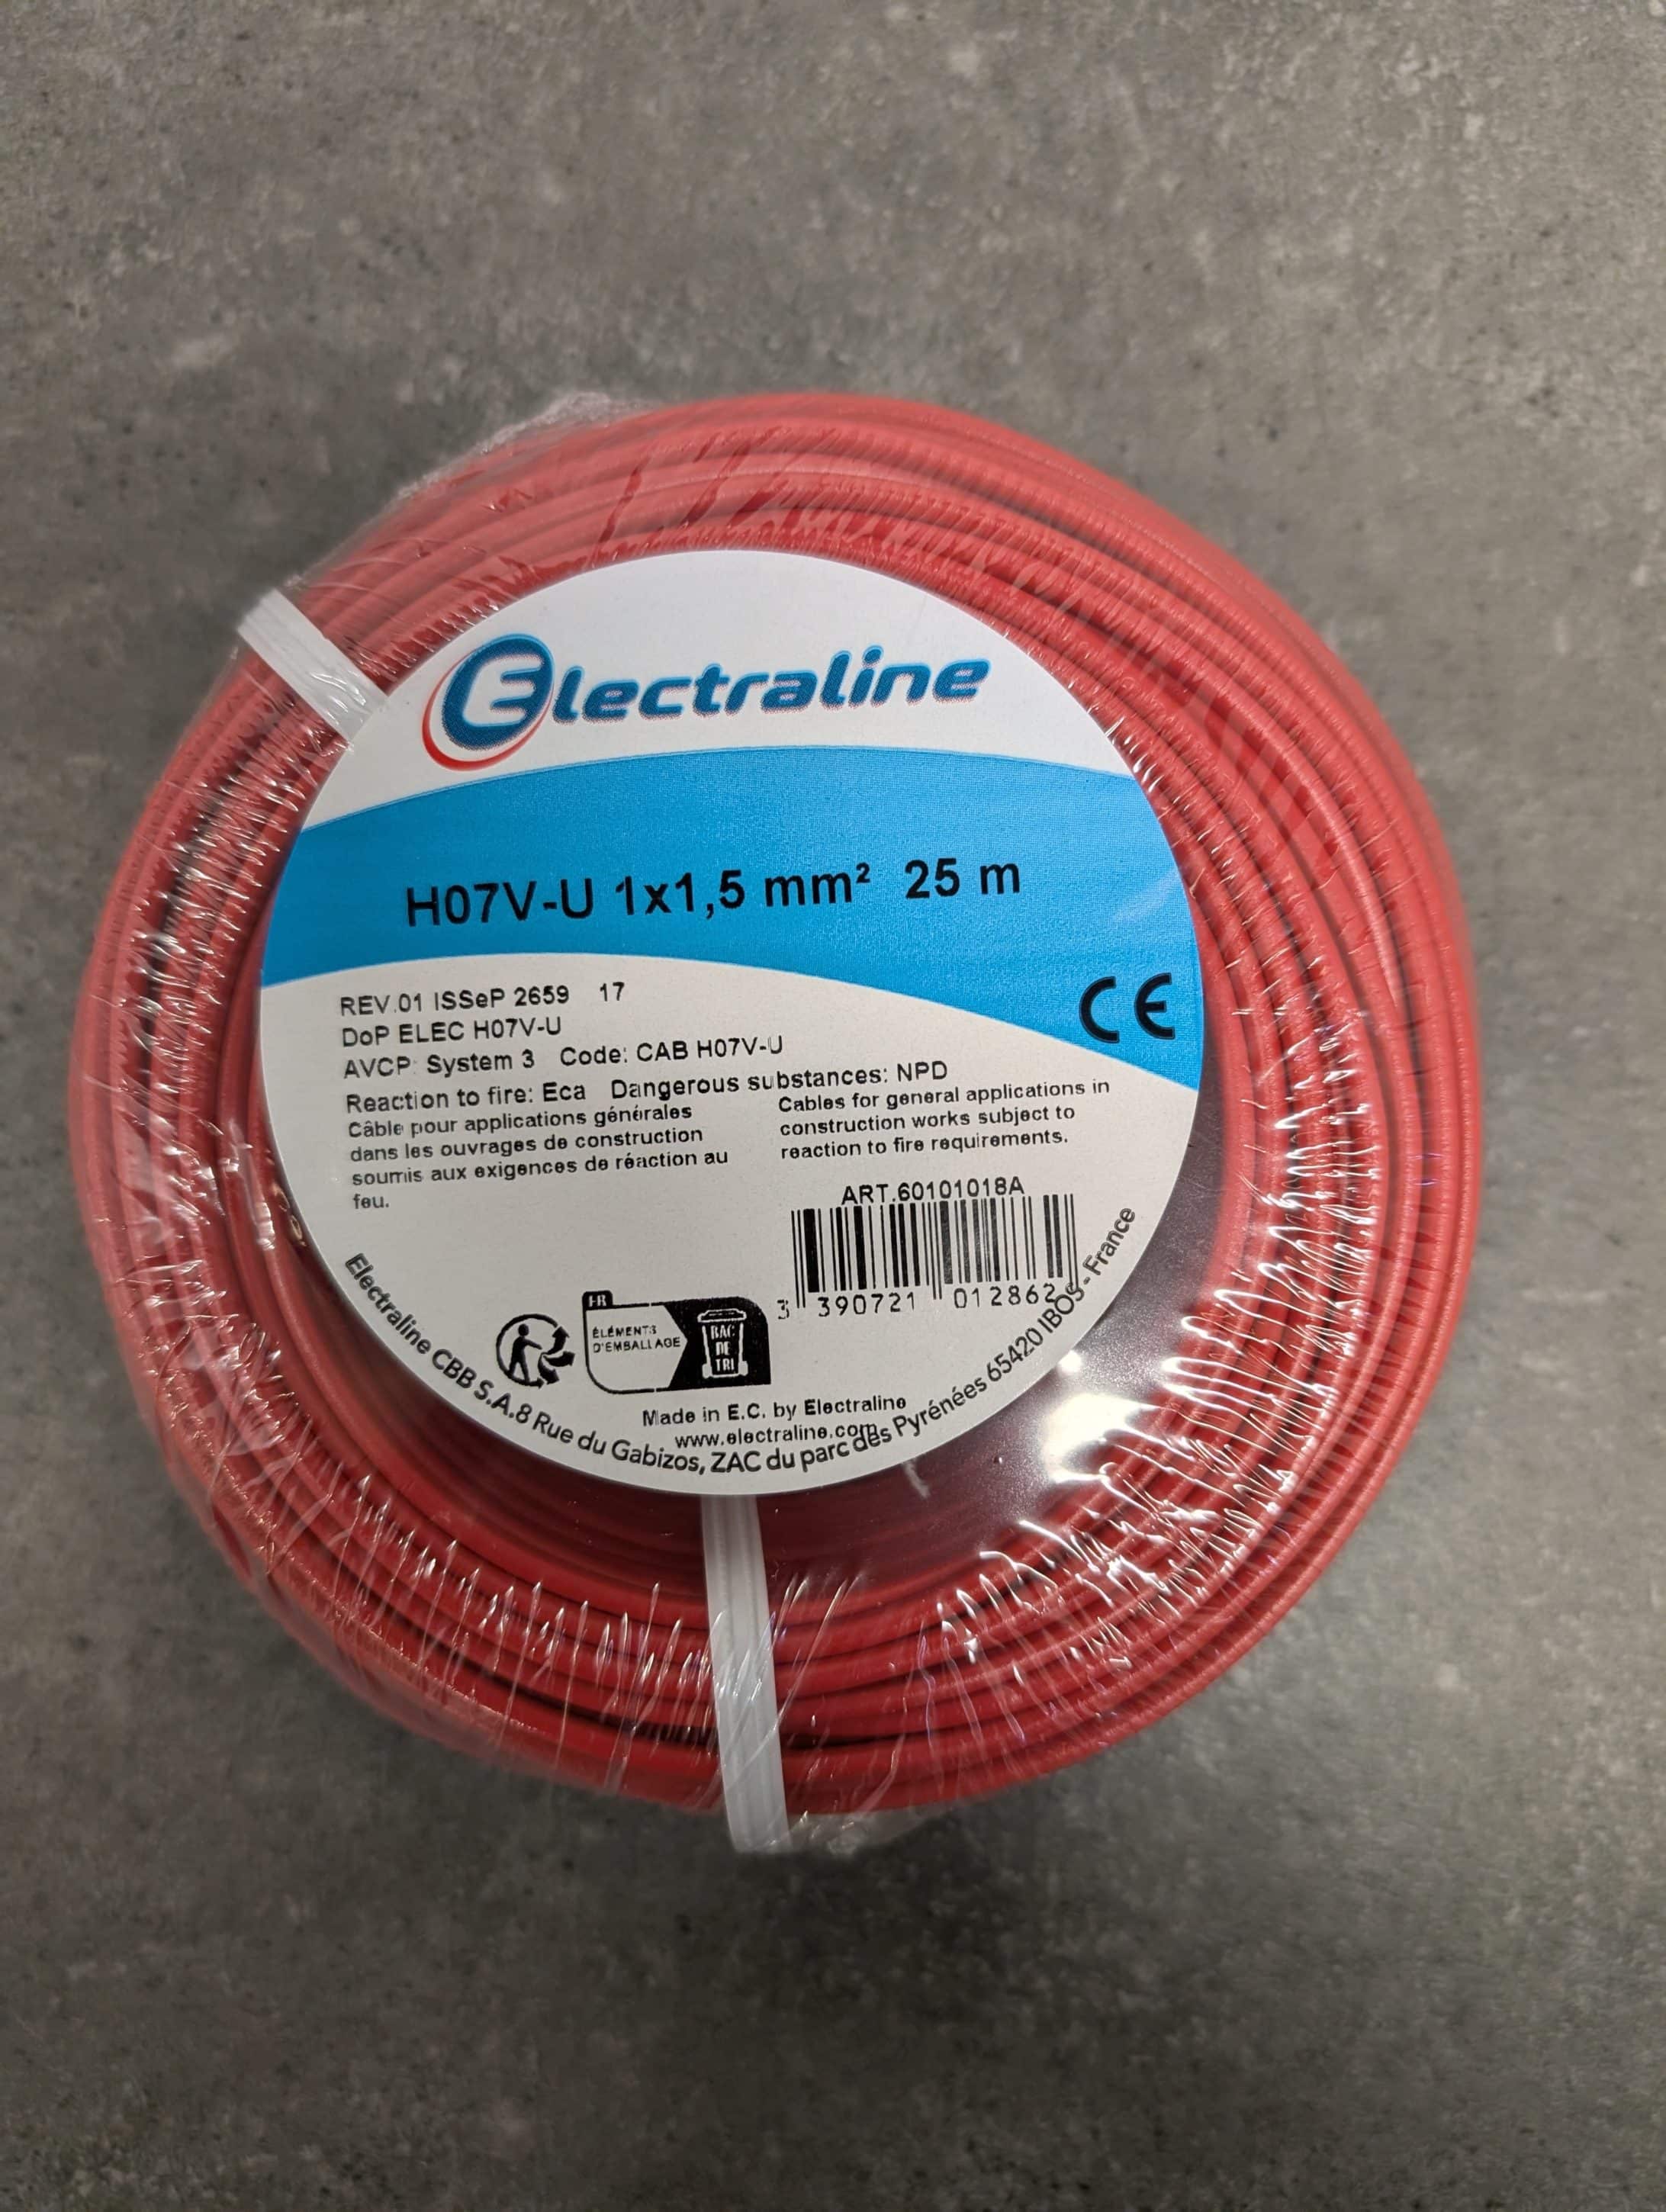 Electraline
H07V-U 1x1,5 mm² 25 m
CE
REV.01 ISSeP 2659 17
DoP ELEC H07V-U
AVCP: System 3 Code: CAB H07V-U
Reaction to fire: Eca Dangerous substances: NPD
Câble pour applications générales
dans les ouvrages de construction
soumis aux exigences de réaction au
feu.
Cables for general applications in
construction works subject to
reaction to fire requirements.
ART.60101018A
3 390721 012862
FR
ÉLÉMENTS
D'EMBALLAGE
BAC
DE
TRI
Made in E.C. by Electraline
www.electraline.com
Electraline CBB S.A.8 Rue du Gabizos, ZAC du parc des Pyrénées 65420 IBOS - France